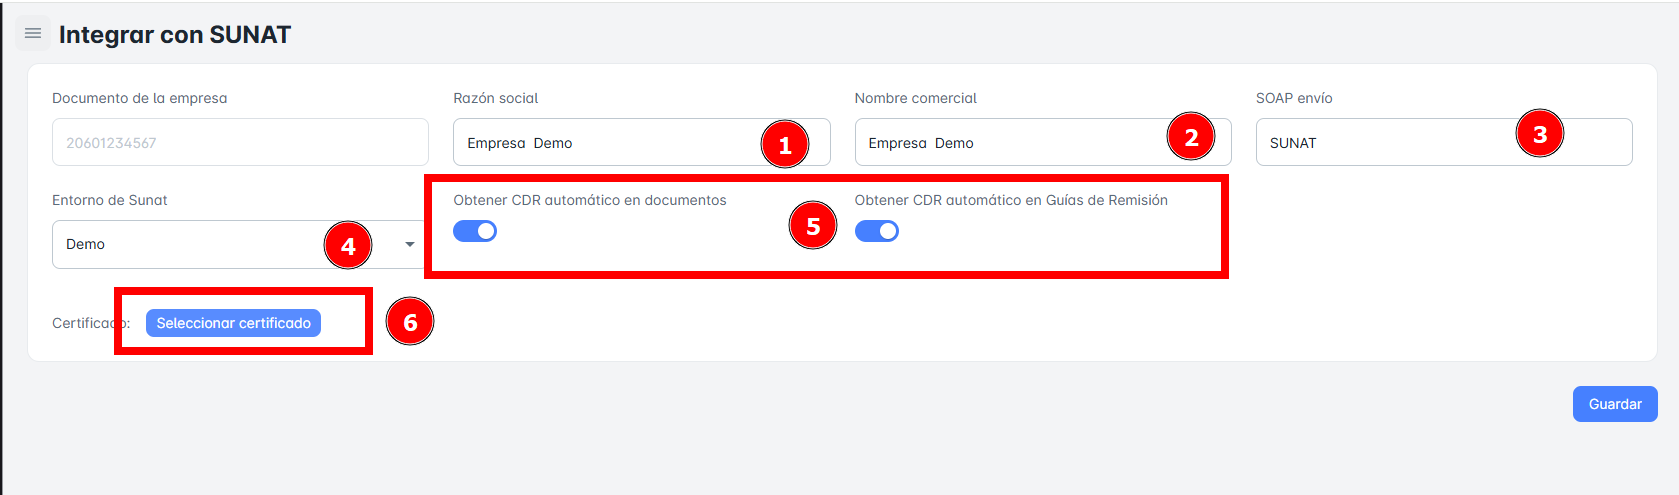 Integrar con SUNAT
Documento de la empresa
Razón social
Nombre comercial
SOAP envío
20601234567
Empresa Demo
1
Empresa Demo
2
SUNAT
3
Entorno de Sunat
Obtener CDR automático en documentos
Obtener CDR automático en Guías de Remisión
Demo
4
5
Certificado:
Seleccionar certificado
6
Guardar